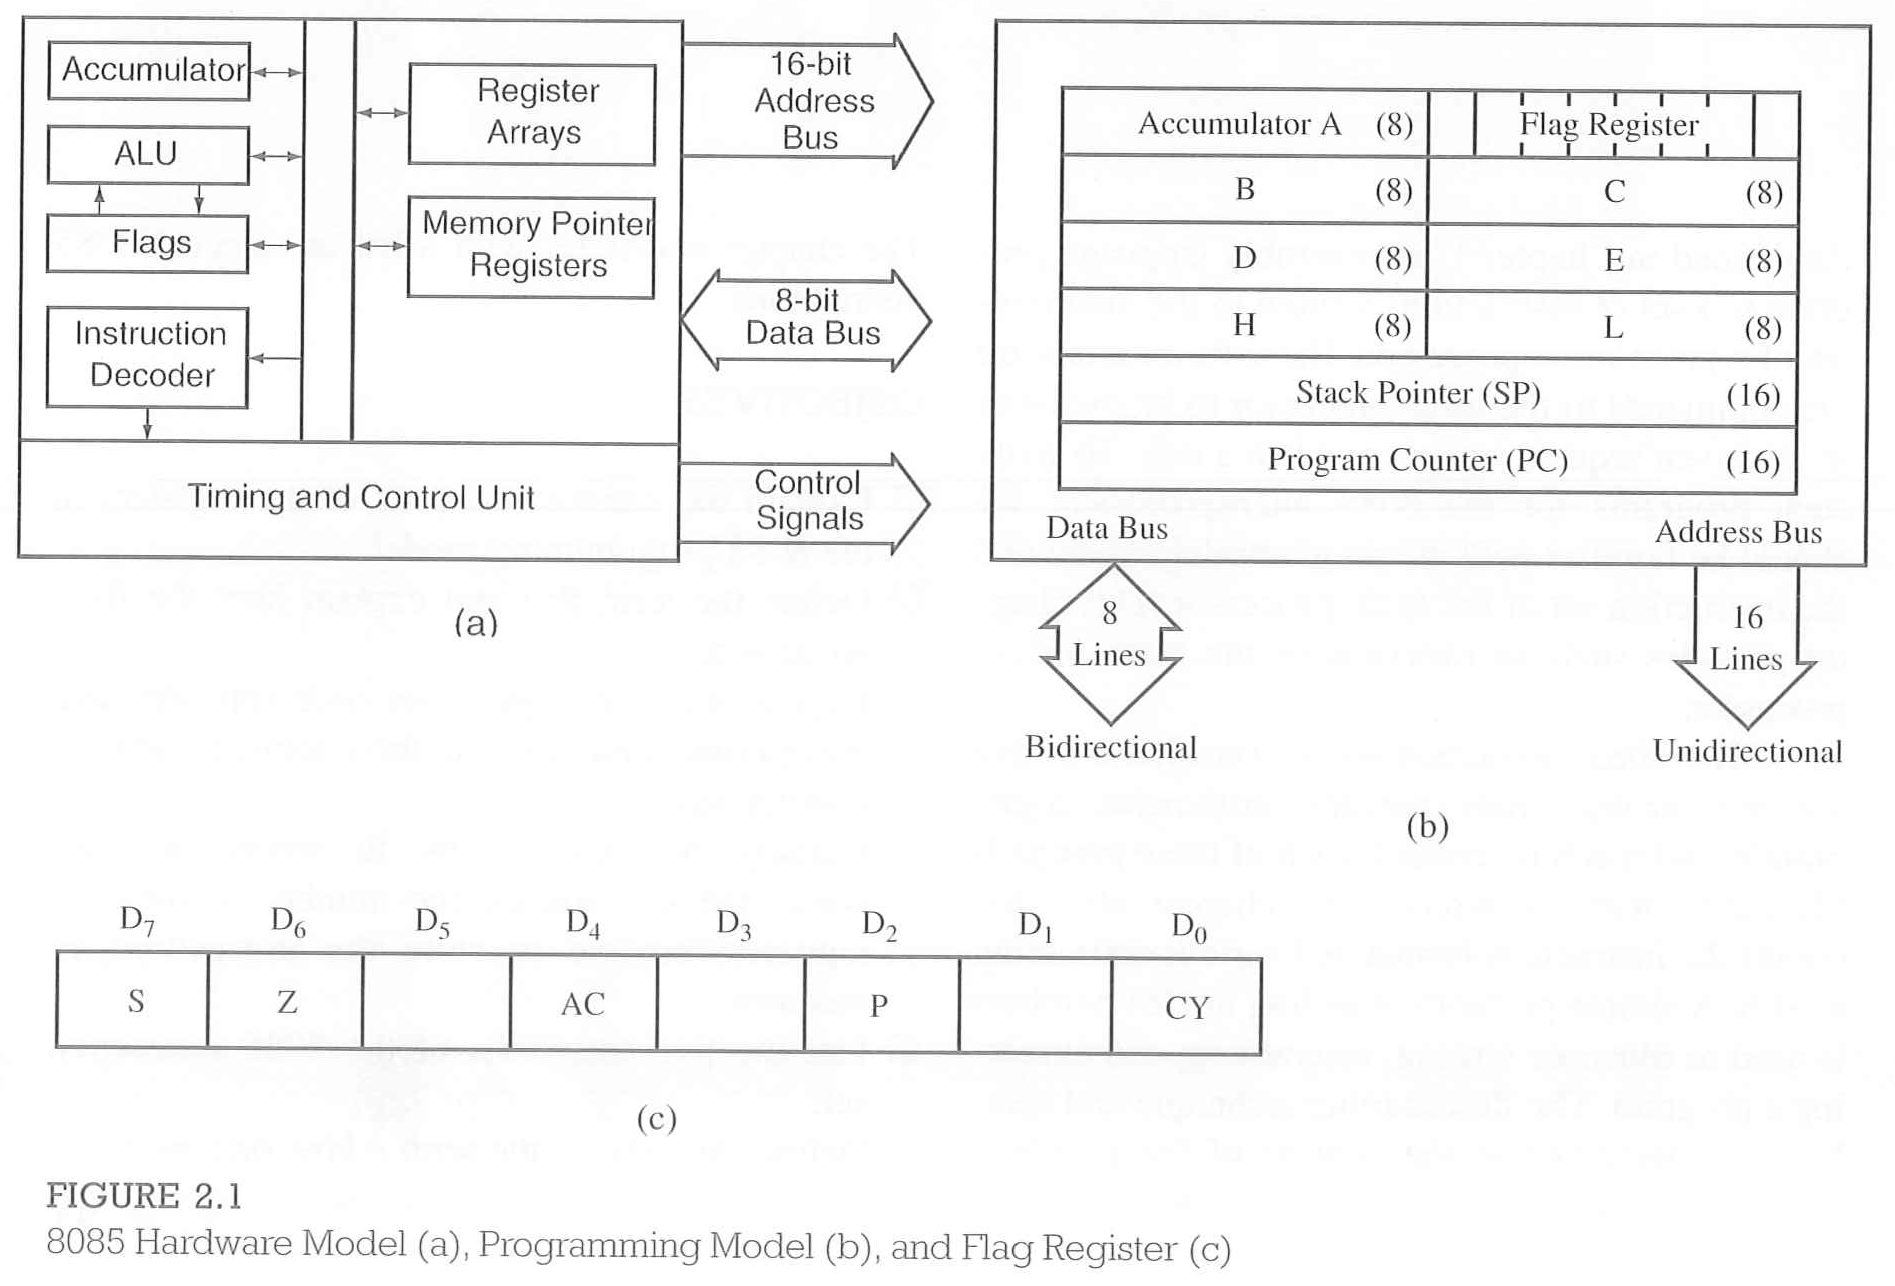 Accumulator
ALU
Flags
Instruction
Decoder
Register
Arrays
Memory Pointer
Registers
Timing and Control Unit
16-bit
Address
Bus
8-bit
Data Bus
Control
Signals
(a)
Accumulator A (8) Flag Register
B (8) C (8)
D (8) E (8)
H (8) L (8)
Stack Pointer (SP) (16)
Program Counter (PC) (16)
Data Bus Address Bus
8
Lines
Bidirectional
16
Lines
Unidirectional
(b)
D₇ D₆ D₅ D₄ D₃ D₂ D₁ D₀
S Z AC P CY
(c)
FIGURE 2.1
8085 Hardware Model (a), Programming Model (b), and Flag Register (c)